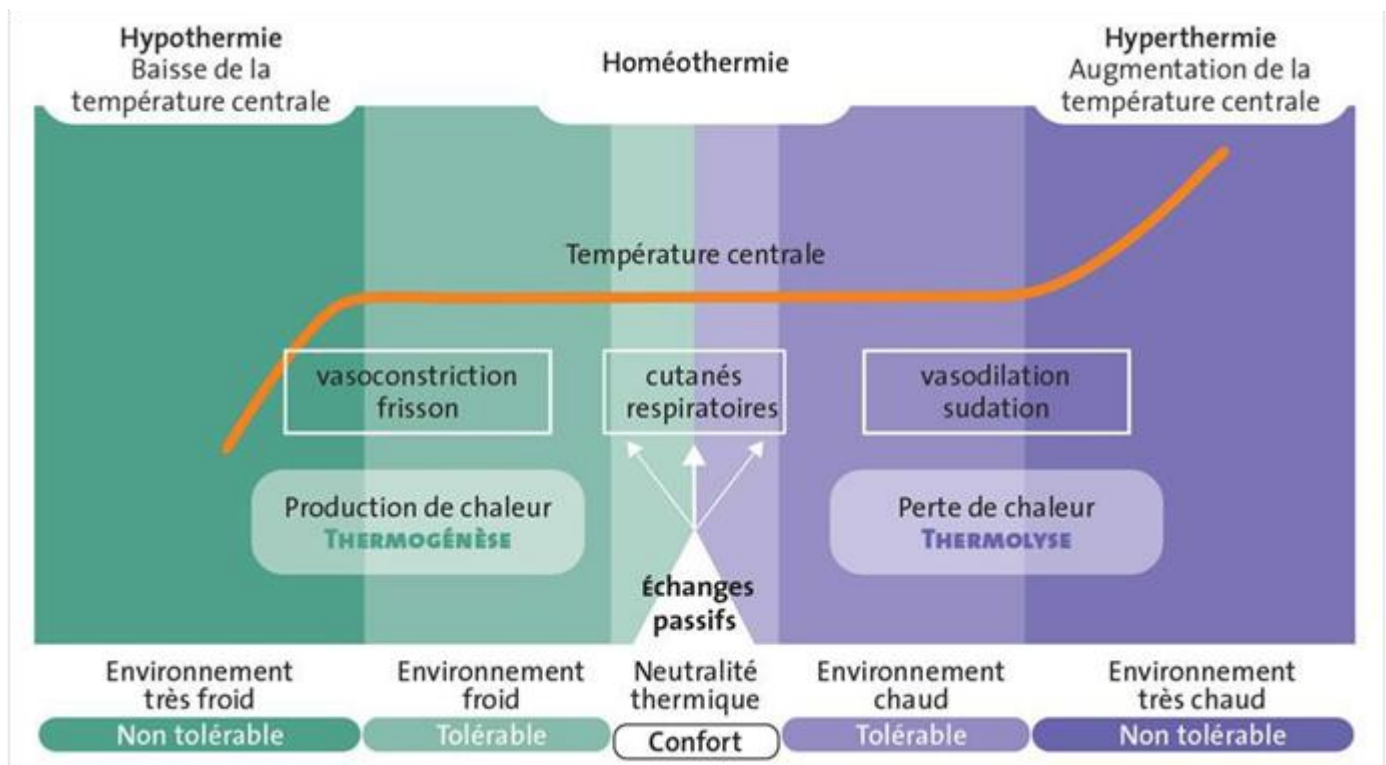 Hypothermie
Baisse de la
température centrale
Homéothermie
Hyperthermie
Augmentation de la
température centrale
Température centrale
vasoconstriction
frisson
cutanés
respiratoires
vasodilation
sudation
Production de chaleur
THERMOGÉNÈSE
Perte de chaleur
THERMOLYSE
Échanges
passifs
Environnement
très froid
Non tolérable
Environnement
froid
Tolérable
Neutralité
thermique
Confort
Environnement
chaud
Tolérable
Environnement
très chaud
Non tolérable